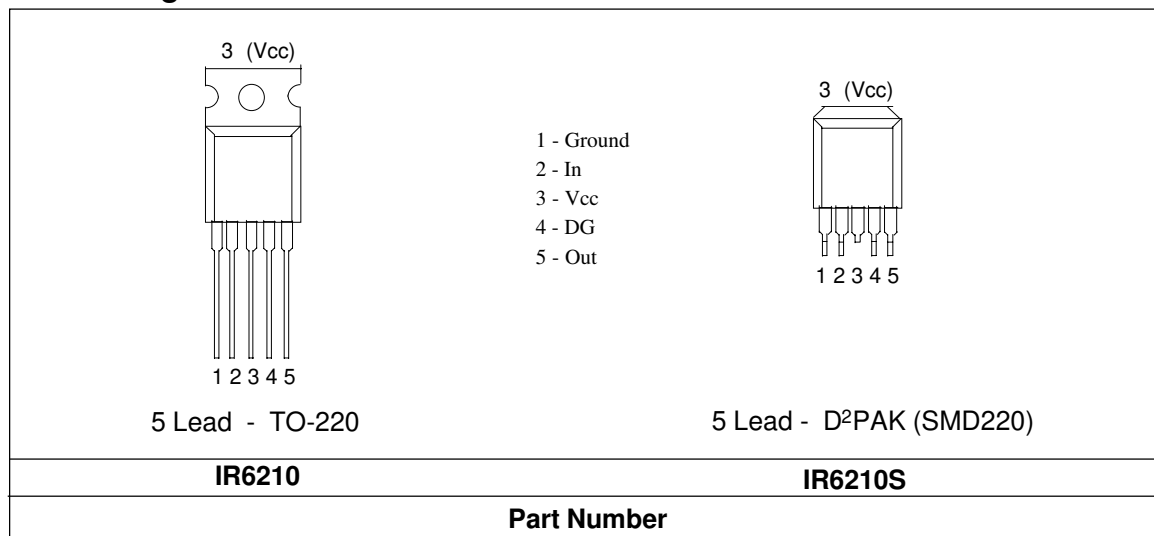 3 (Vcc)
1 2 3 4 5
5 Lead - TO-220
1 - Ground
2 - In
3 - Vcc
4 - DG
5 - Out
3 (Vcc)
1 2 3 4 5
5 Lead - D²PAK (SMD220)
IR6210
IR6210S
Part Number